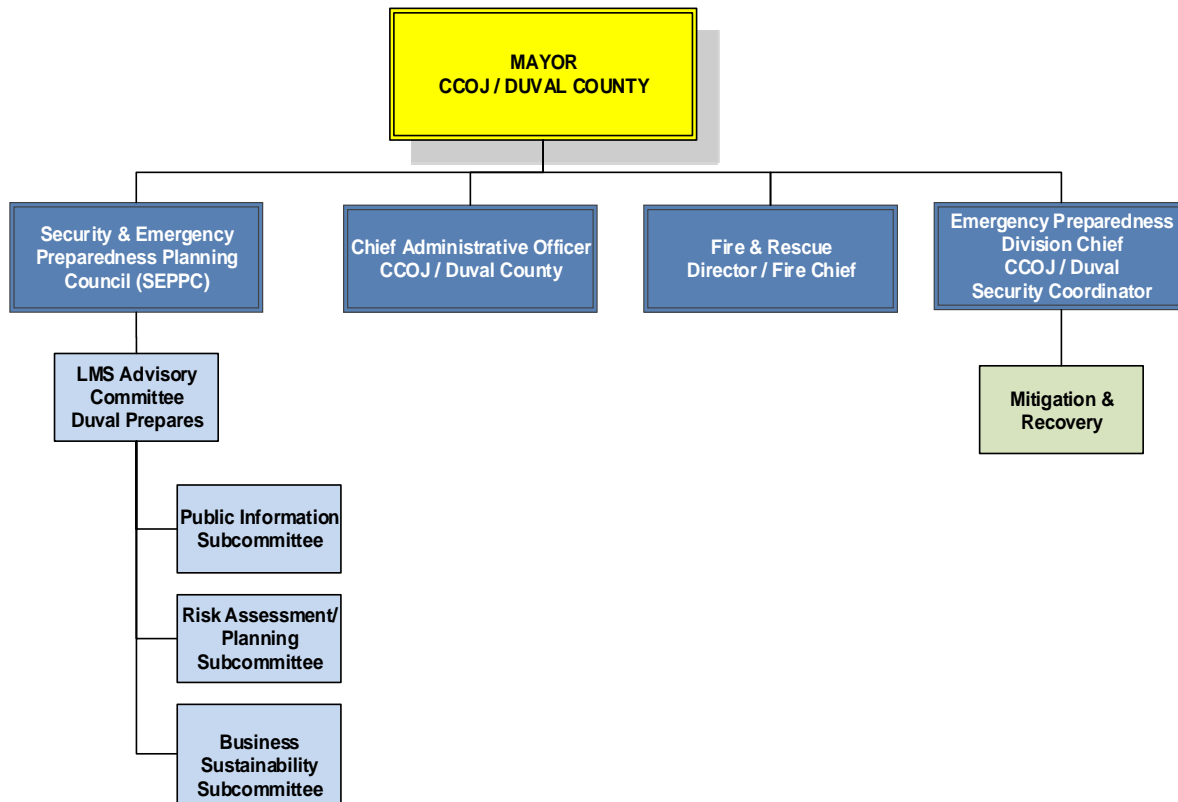 MAYOR
CCOJ / DUVAL COUNTY
Security & Emergency
Preparedness Planning
Council (SEPPC)
Chief Administrative Officer
CCOJ / Duval County
Fire & Rescue
Director / Fire Chief
Emergency Preparedness
Division Chief
CCOJ / Duval
Security Coordinator
LMS Advisory
Committee
Duval Prepares
Mitigation &
Recovery
Public Information
Subcommittee
Risk Assessment/
Planning
Subcommittee
Business
Sustainability
Subcommittee